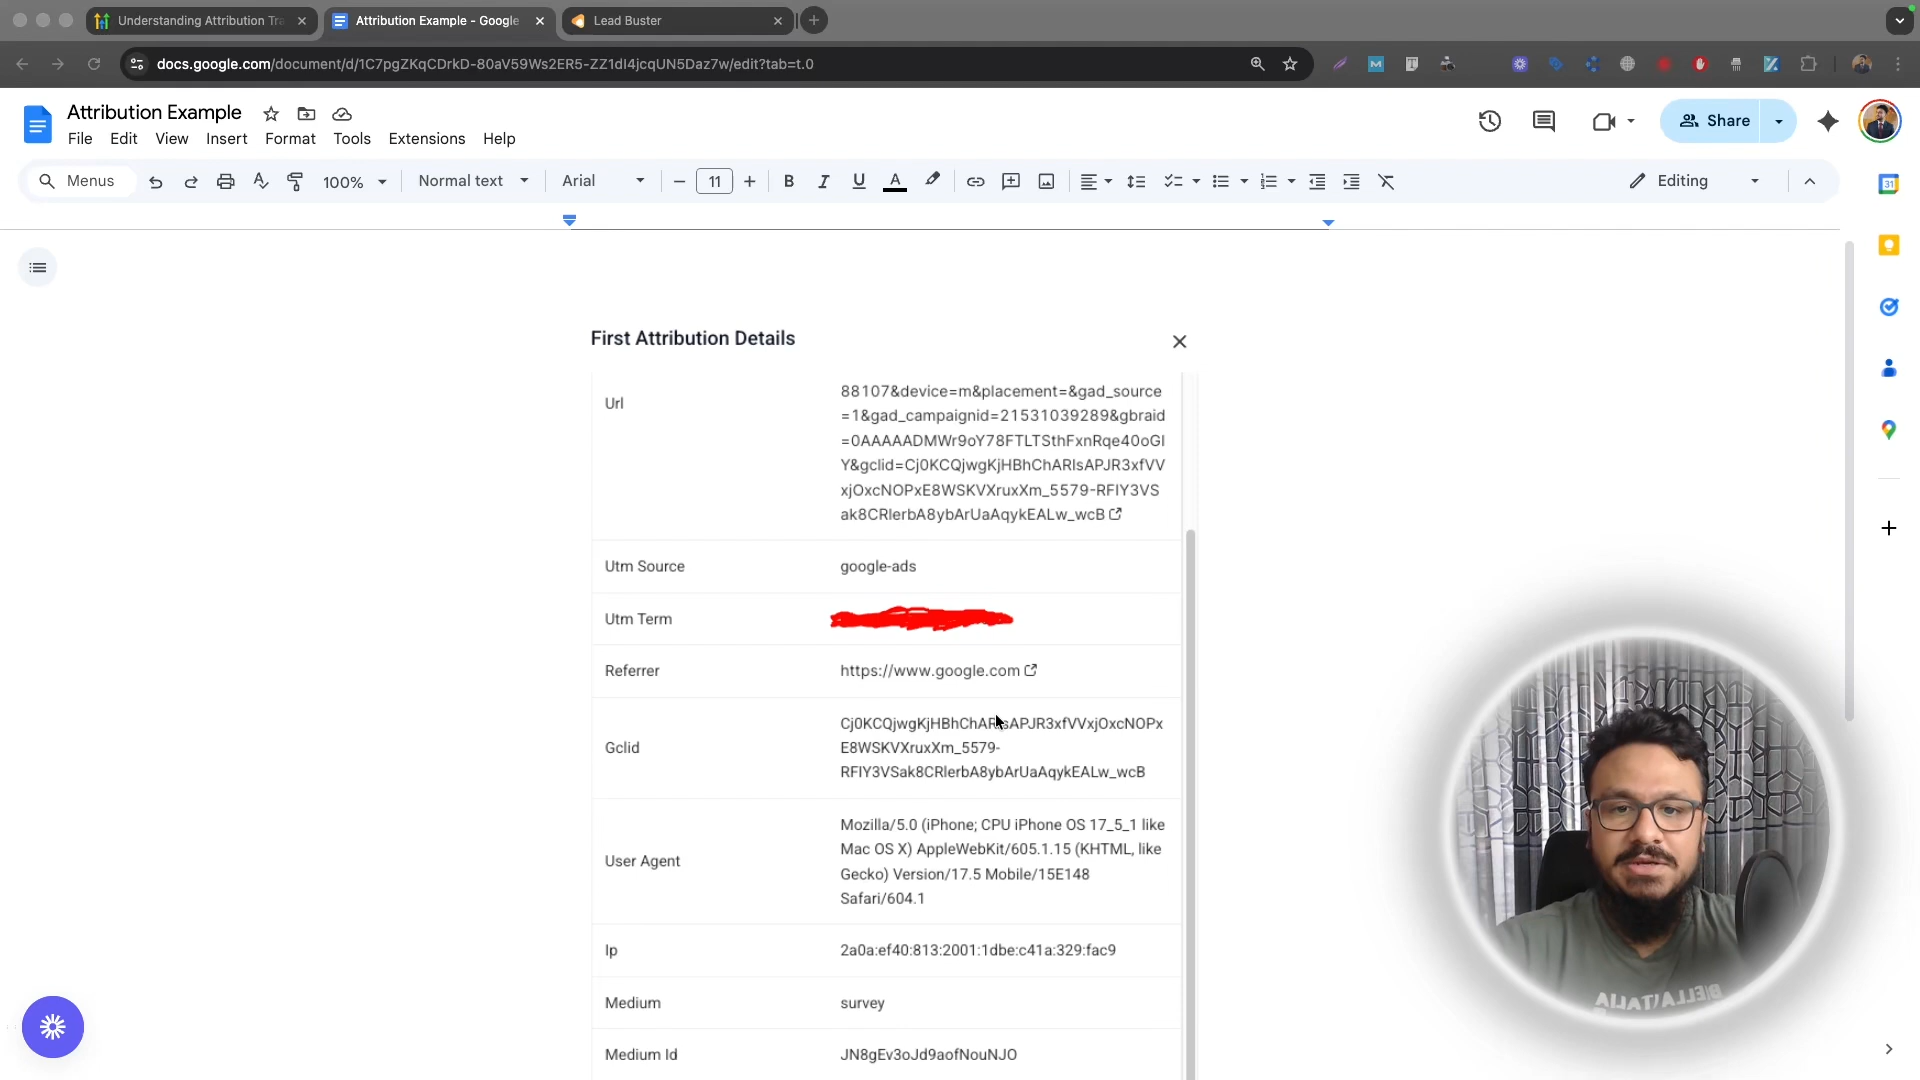 Understanding Attribution Tra
Attribution Example - Google
Lead Buster
docs.google.com/document/d/1C7pgZKqCDrkD-80aV59Ws2ER5-ZZ1dI4jcqUN5Daz7w/edit?tab=t.0
Attribution Example
Share
File Edit View Insert Format Tools Extensions Help
Menus
100%
Normal text
Arial
11
Editing
First Attribution Details
Url
88107&device=m&placement=&gad_source
=1&gad_campaignid=21531039289&gbraid
=0AAAAADMWr9oY78FTLTSthFxnRqe40oGI
Y&gclid=Cj0KCQjwgKjHBhChARIsAPJR3xfVV
xjOxcNOPxE8WSKVXruxXm_5579-RFIY3VS
ak8CRlerbA8ybArUaAqykEALw_wcB
Utm Source
google-ads
Utm Term
Referrer
https://www.google.com
Gclid
Cj0KCQjwgKjHBhChARIsAPJR3xfVVxjOxcNOPx
E8WSKVXruxXm_5579-
RFIY3VSak8CRlerbA8ybArUaAqykEALw_wcB
User Agent
Mozilla/5.0 (iPhone; CPU iPhone OS 17_5_1 like
Mac OS X) AppleWebKit/605.1.15 (KHTML, like
Gecko) Version/17.5 Mobile/15E148
Safari/604.1
Ip
2a0a:ef40:813:2001:1dbe:c41a:329:fac9
Medium
survey
Medium Id
JN8gEv3oJd9aofNouNJO